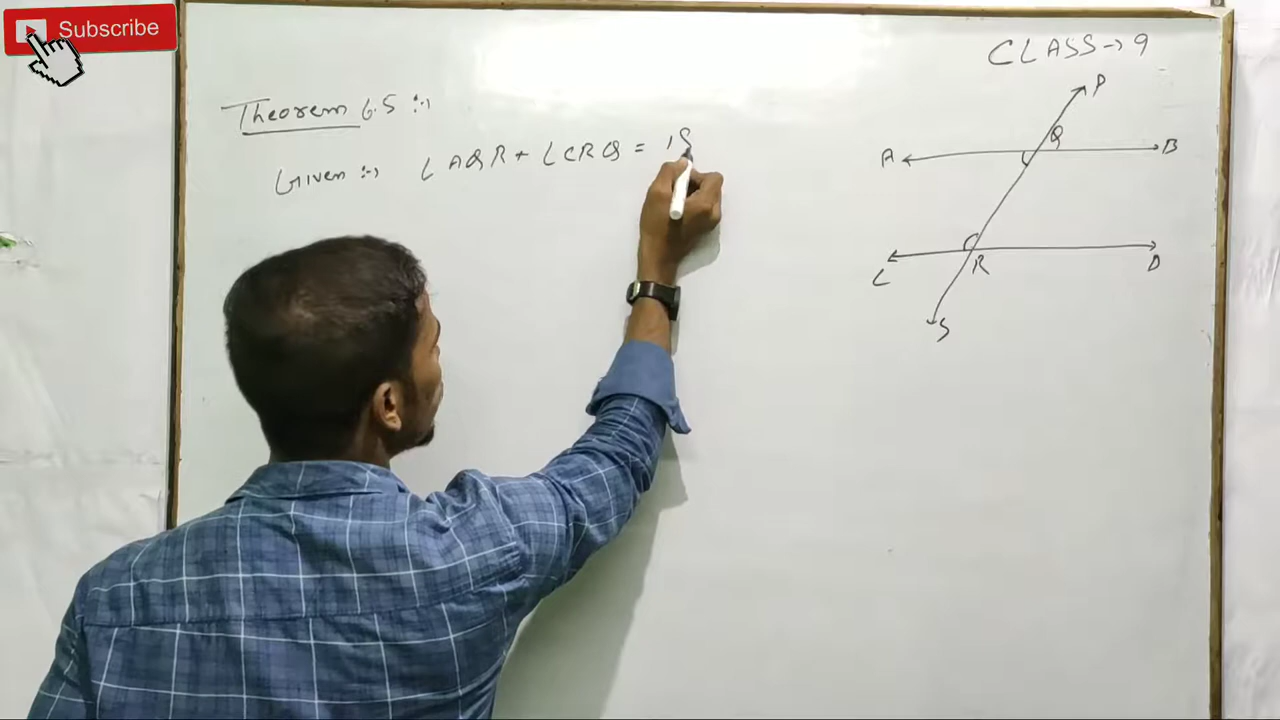 Subscribe
CLASS→9
Theorem 6.5 :→
Given :→ ∠AQR + ∠CRQ = 18
P
Q
A B
C R D
S